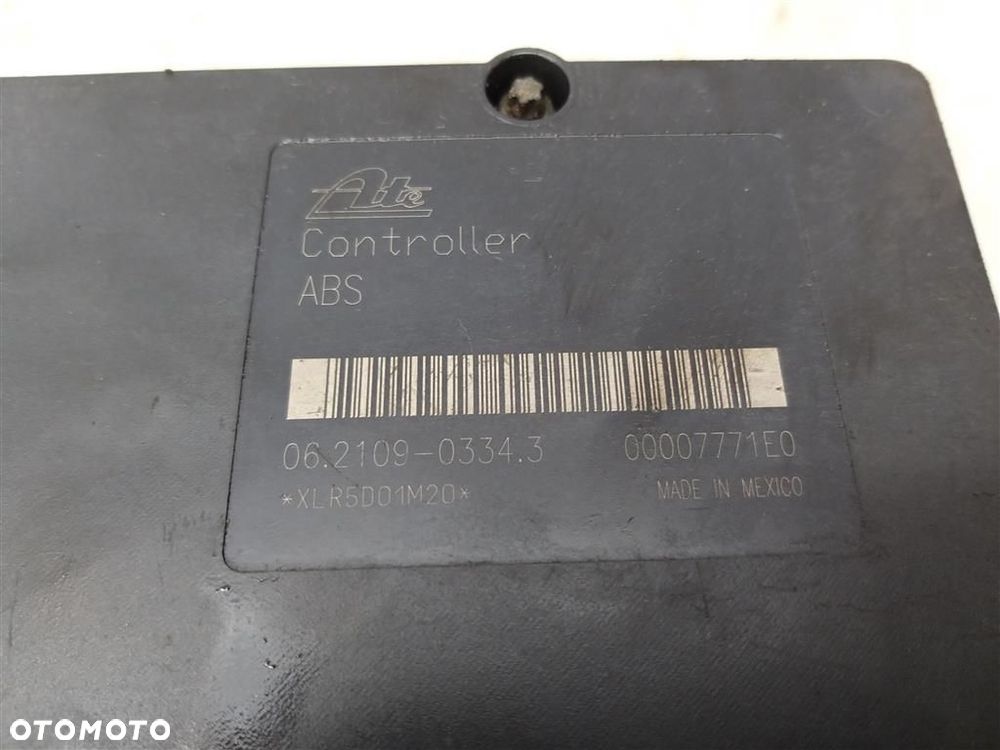 Ate
Controller
ABS
06.2109-0334.3 00007771E0
*XLR5D01M20* MADE IN MEXICO
OTOMOTO